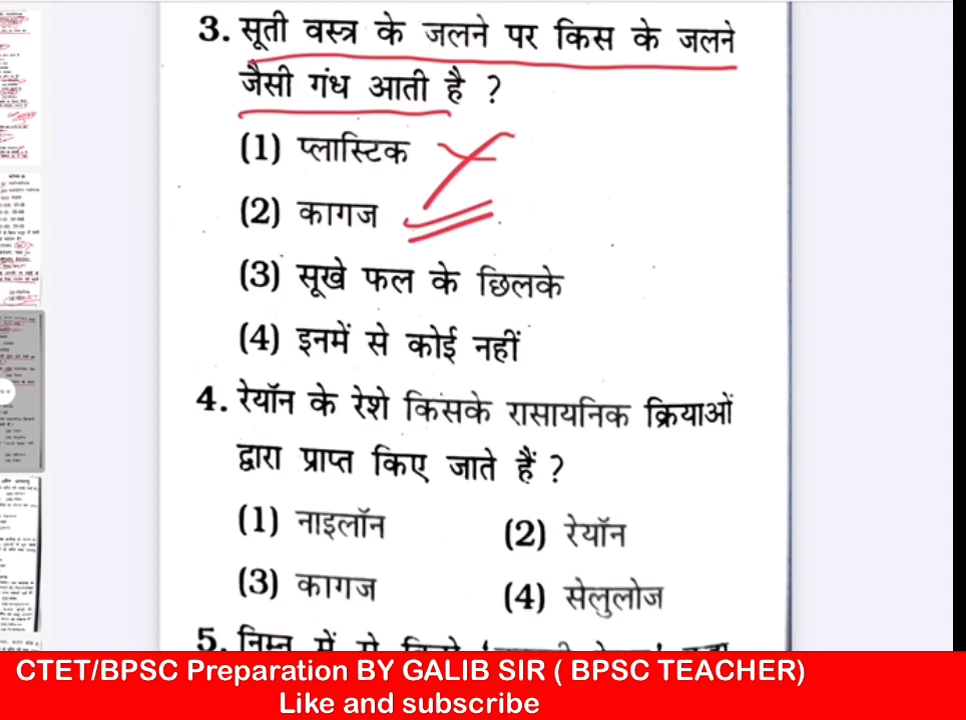 3. सूती वस्त्र के जलने पर किस के जलने
जैसी गंध आती है ?
(1) प्लास्टिक
(2) कागज
(3) सूखे फल के छिलके
(4) इनमें से कोई नहीं
4. रेयॉन के रेशे किसके रासायनिक क्रियाओं
द्वारा प्राप्त किए जाते हैं ?
(1) नाइलॉन (2) रेयॉन
(3) कागज (4) सेलुलोज
5. निम्न में से
CTET/BPSC Preparation BY GALIB SIR ( BPSC TEACHER)
Like and subscribe